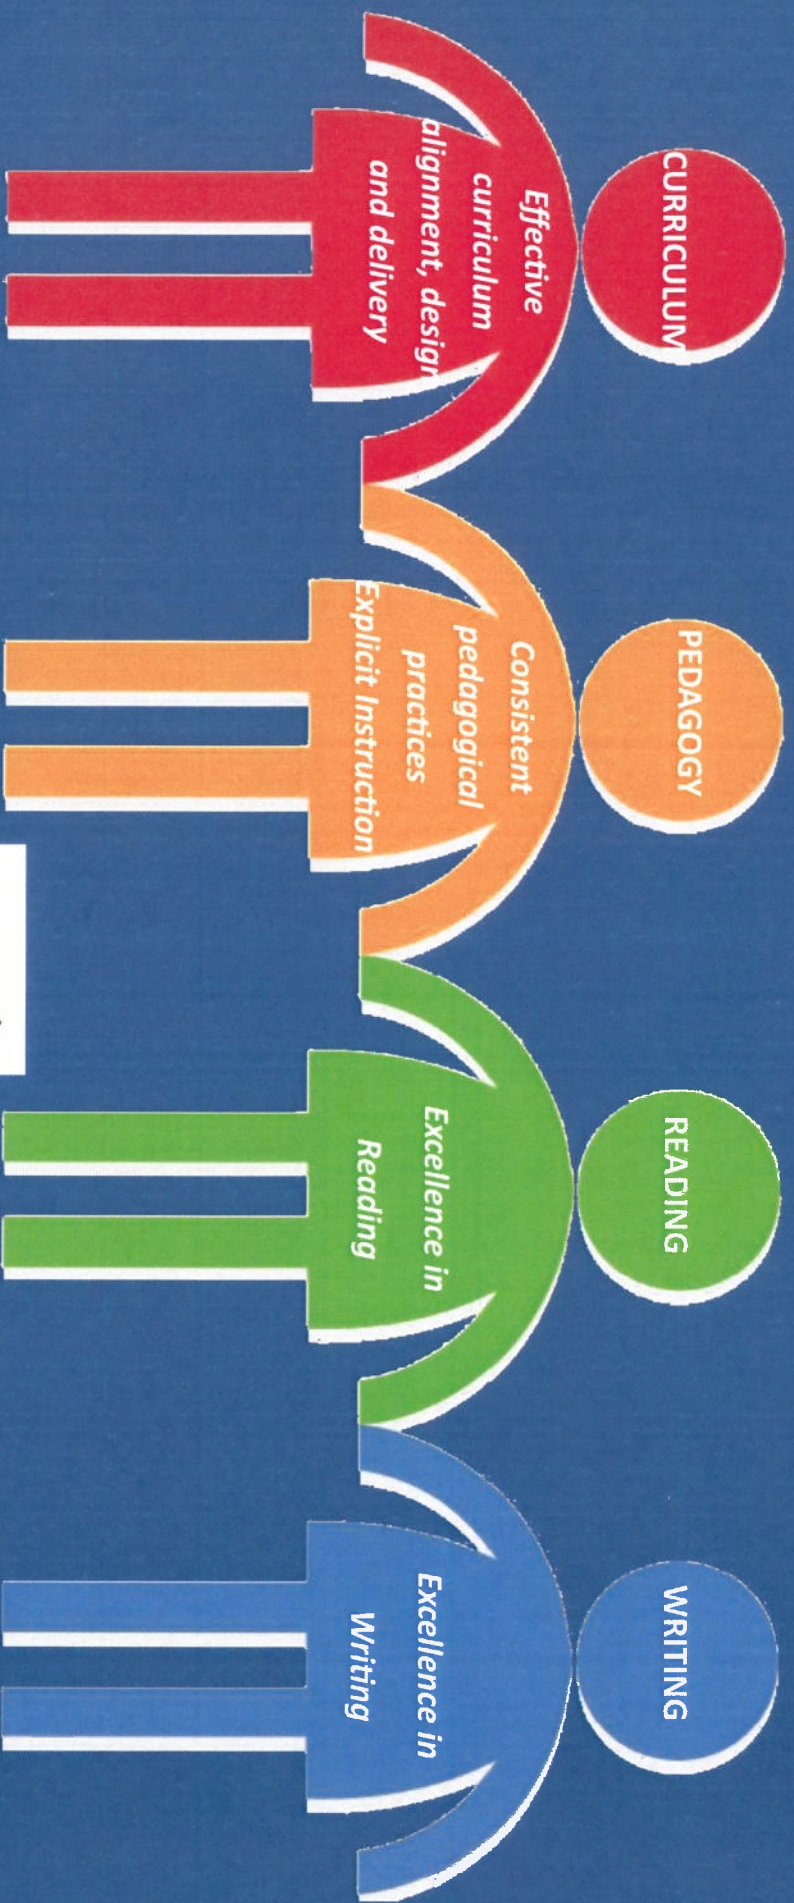 CURRICULUM
Effective
curriculum
alignment, design
and delivery
PEDAGOGY
Consistent
pedagogical
practices
Explicit Instruction
READING
Excellence in
Reading
WRITING
Excellence in
Writing